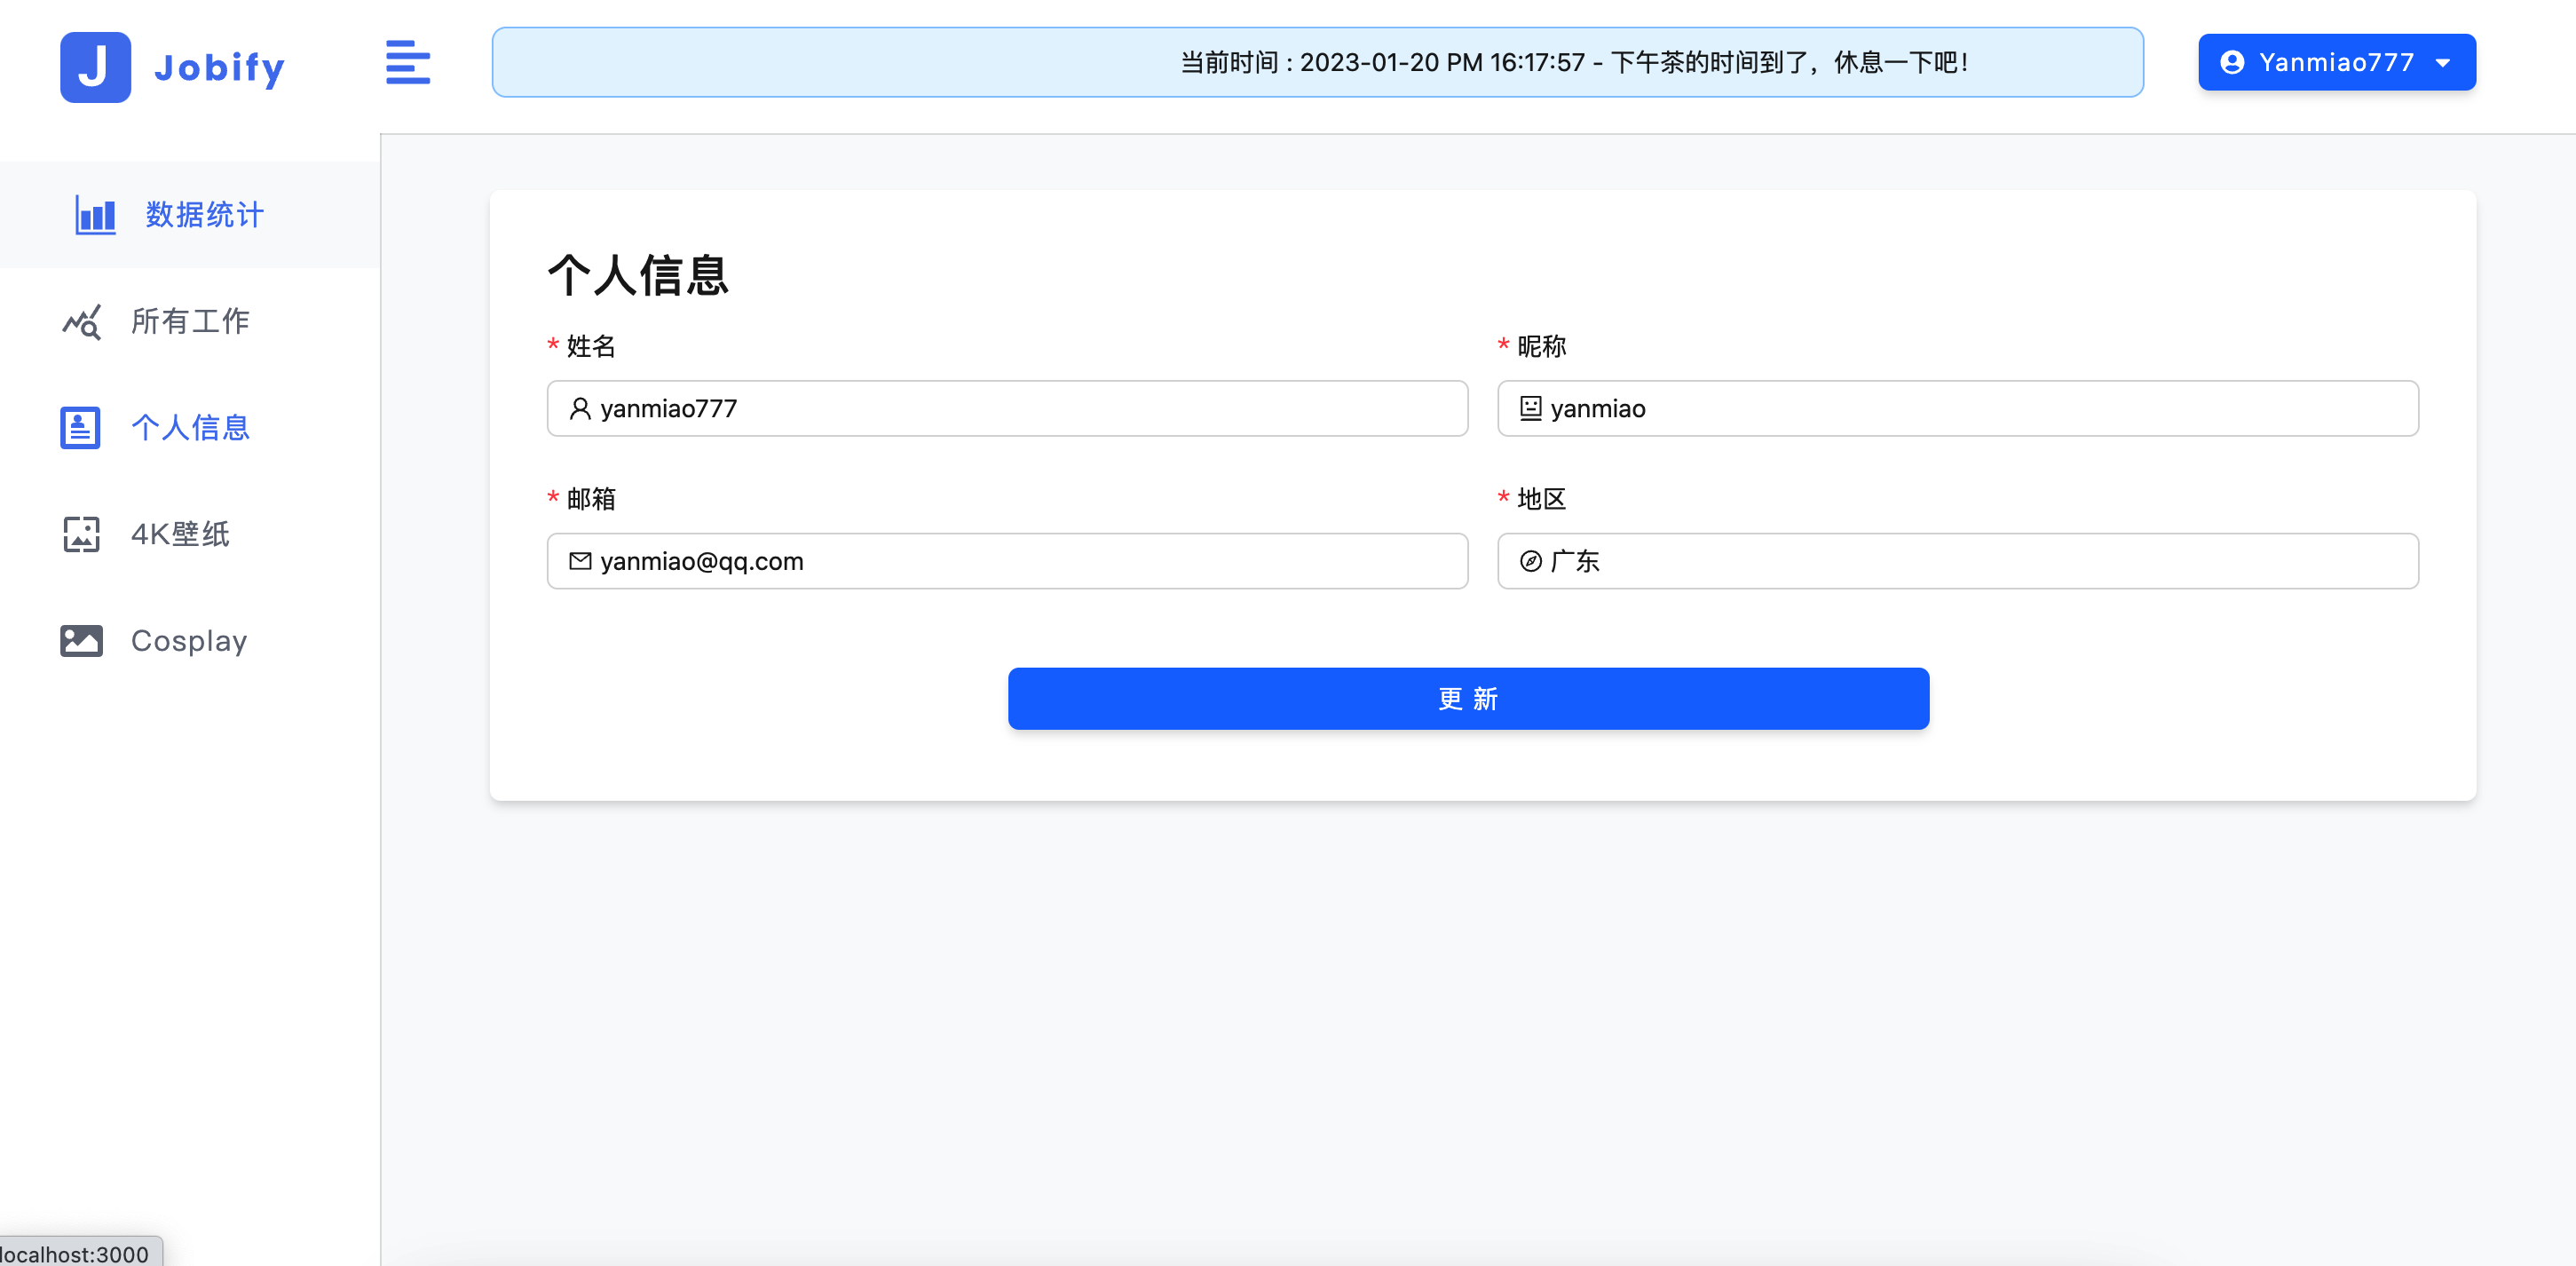 J Jobify
当前时间 : 2023-01-20 PM 16:17:57 - 下午茶的时间到了，休息一下吧！
Yanmiao777
数据统计
所有工作
个人信息
4K壁纸
Cosplay
个人信息
* 姓名
yanmiao777
* 昵称
yanmiao
* 邮箱
yanmiao@qq.com
* 地区
广东
更 新
localhost:3000